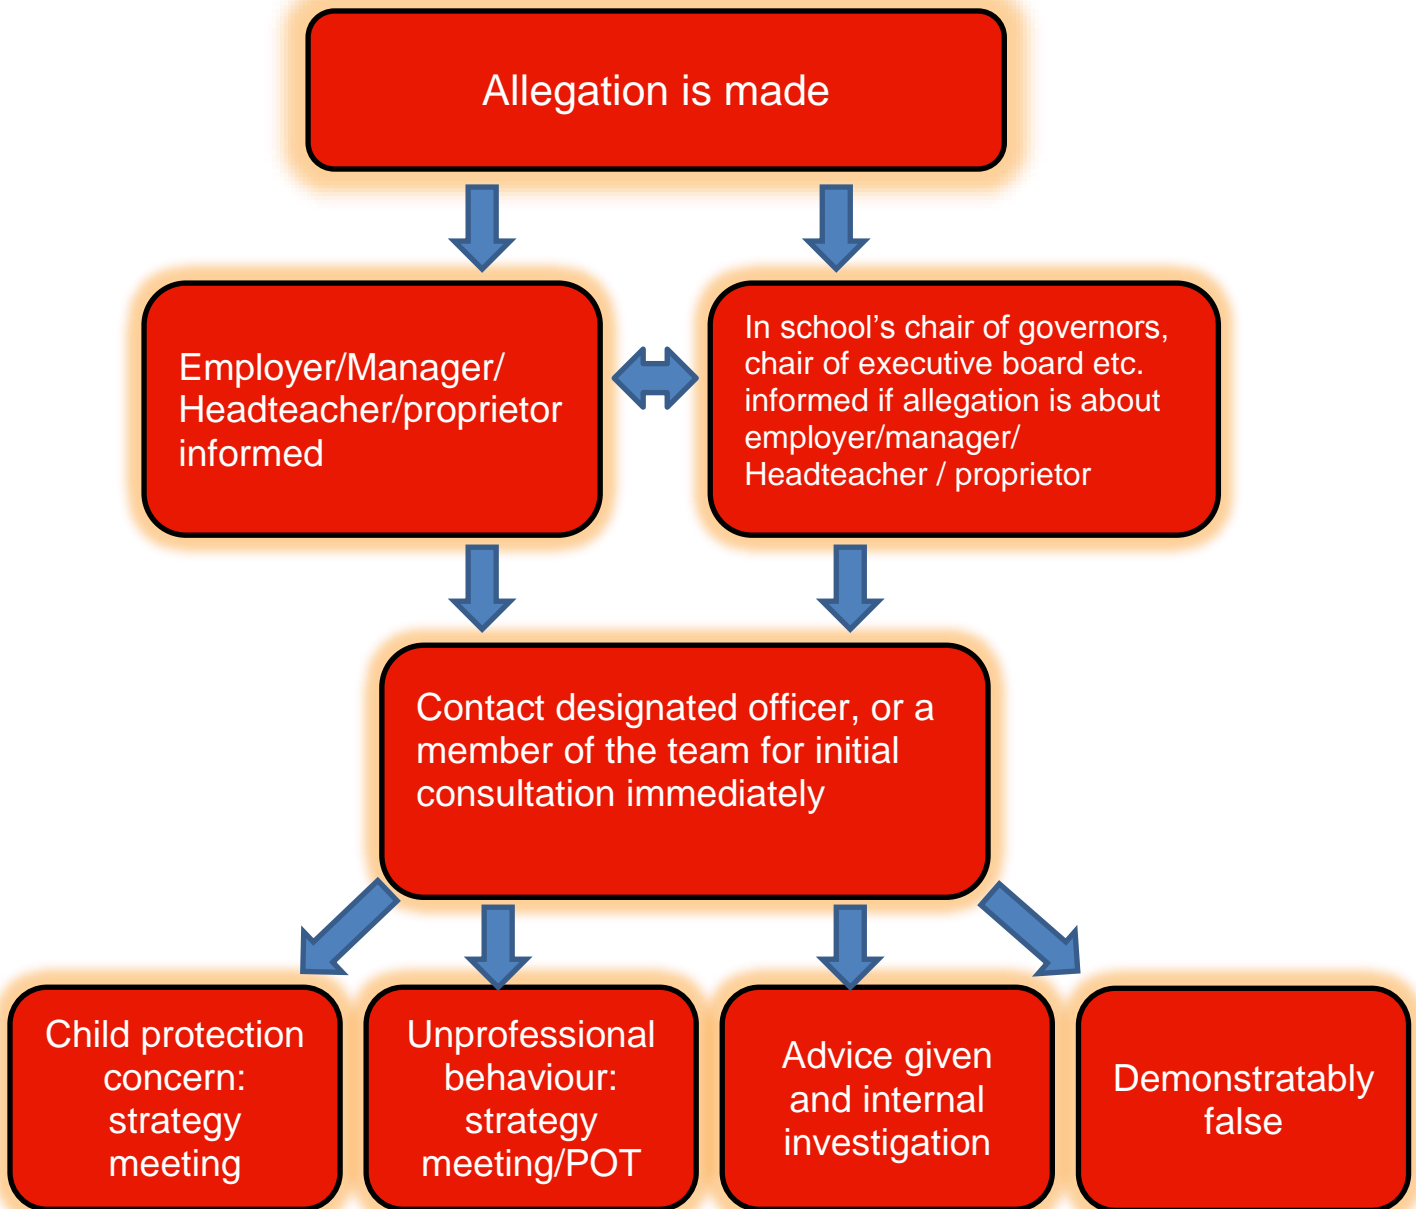 Allegation is made
Employer/Manager/
Headteacher/proprietor
informed
In school’s chair of governors,
chair of executive board etc.
informed if allegation is about
employer/manager/
Headteacher / proprietor
Contact designated officer, or a
member of the team for initial
consultation immediately
Child protection
concern:
strategy
meeting
Unprofessional
behaviour:
strategy
meeting/POT
Advice given
and internal
investigation
Demonstratably
false